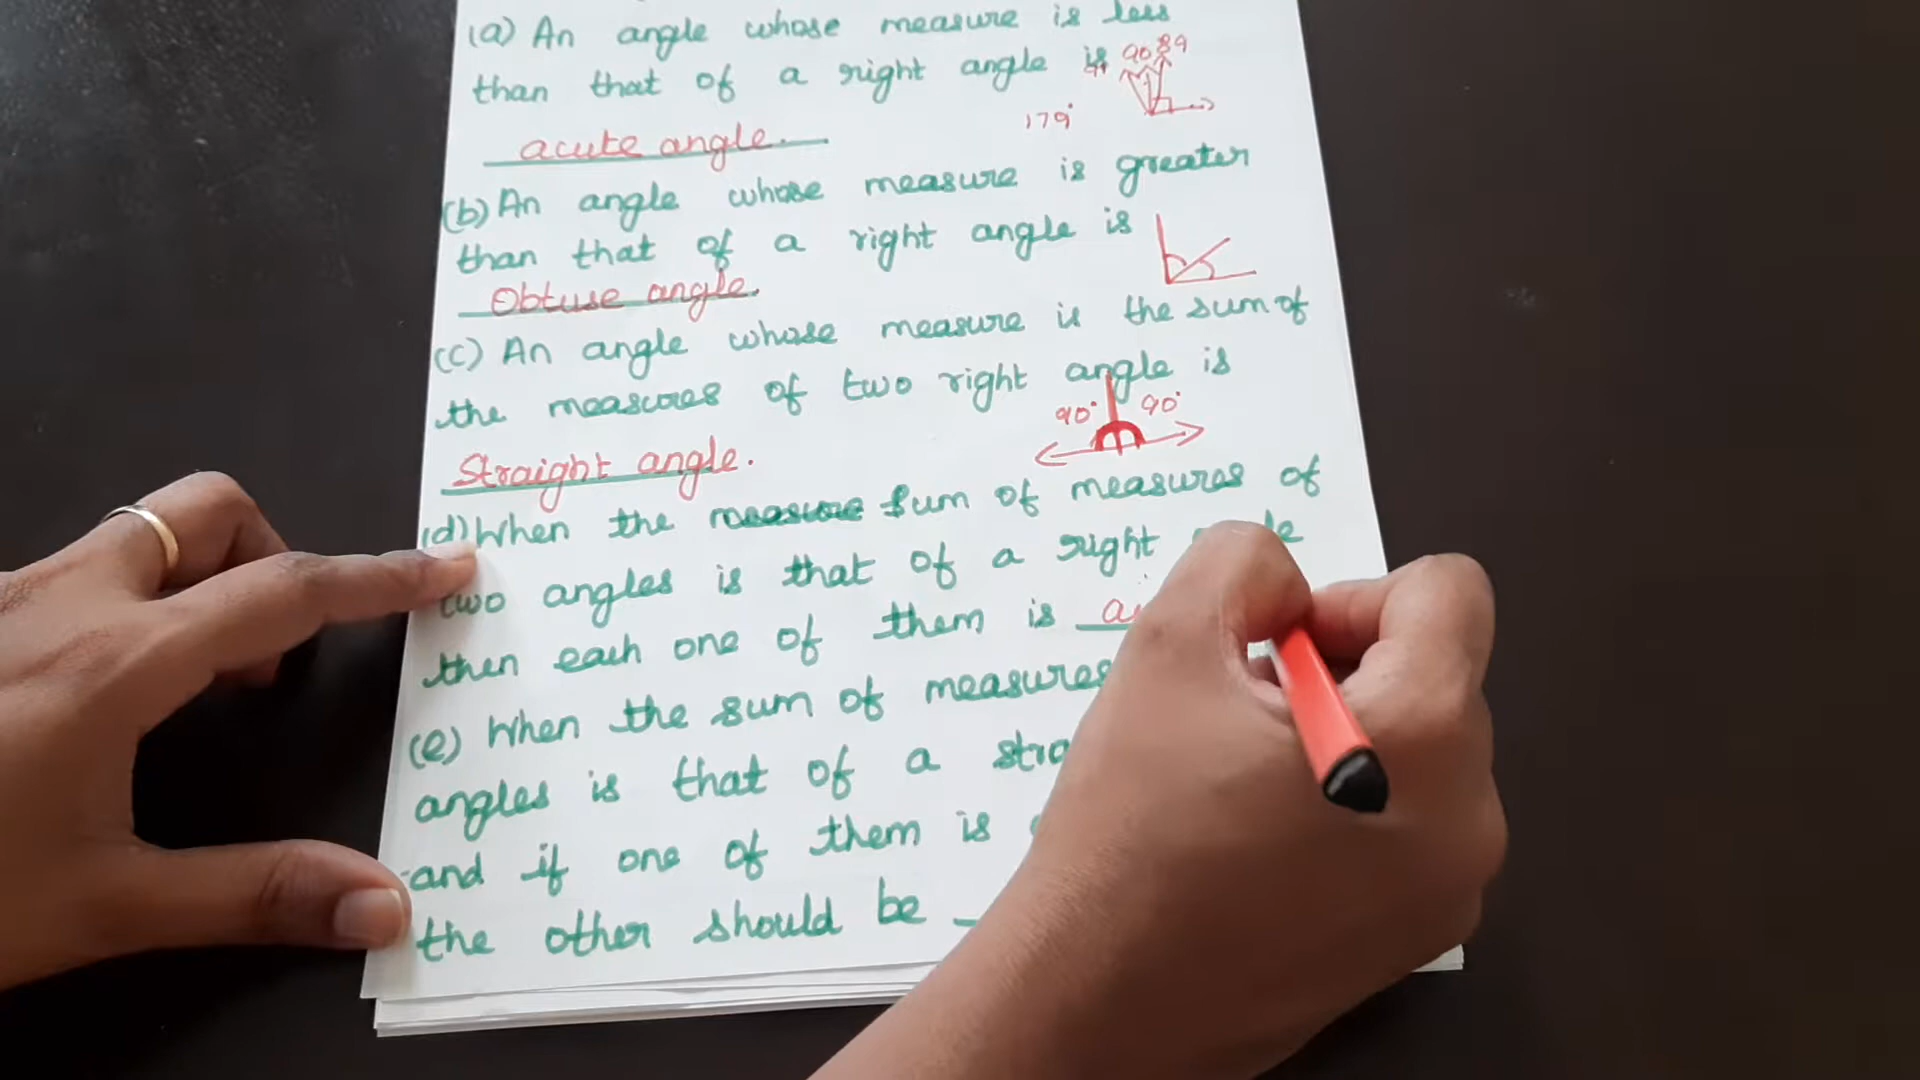 (a) An angle whose measure is less
90 89
than that of a right angle is
179°
acute angle.
(b) An angle whose measure is greater
than that of a right angle is
Obtuse angle.
(c) An angle whose measure is the sum of
the measures of two right angle is
90° 90°
Straight angle.
(d) When the measure sum of measures of
two angles is that of a right
then each one of them is
(e) When the sum of measures
angles is that of a
and if one of them is
the other should be